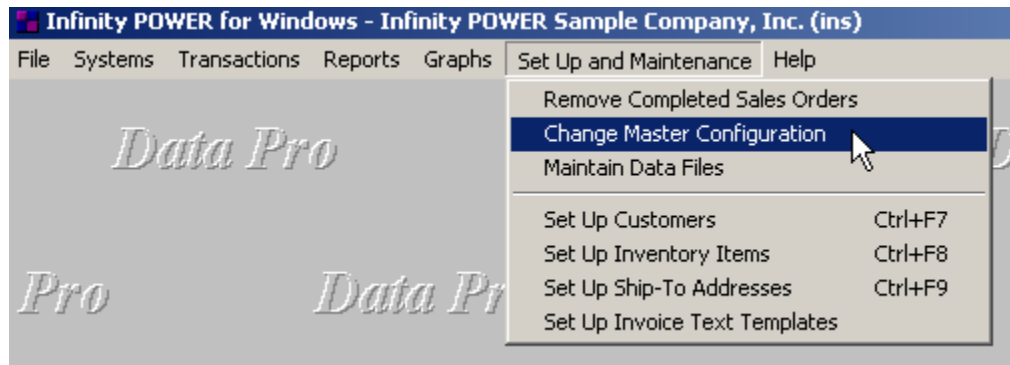 Infinity POWER for Windows - Infinity POWER Sample Company, Inc. (ins)
File Systems Transactions Reports Graphs Set Up and Maintenance Help
Remove Completed Sales Orders
Change Master Configuration
Maintain Data Files
Set Up Customers Ctrl+F7
Set Up Inventory Items Ctrl+F8
Set Up Ship-To Addresses Ctrl+F9
Set Up Invoice Text Templates
Data Pro
D
Pro Data Pr